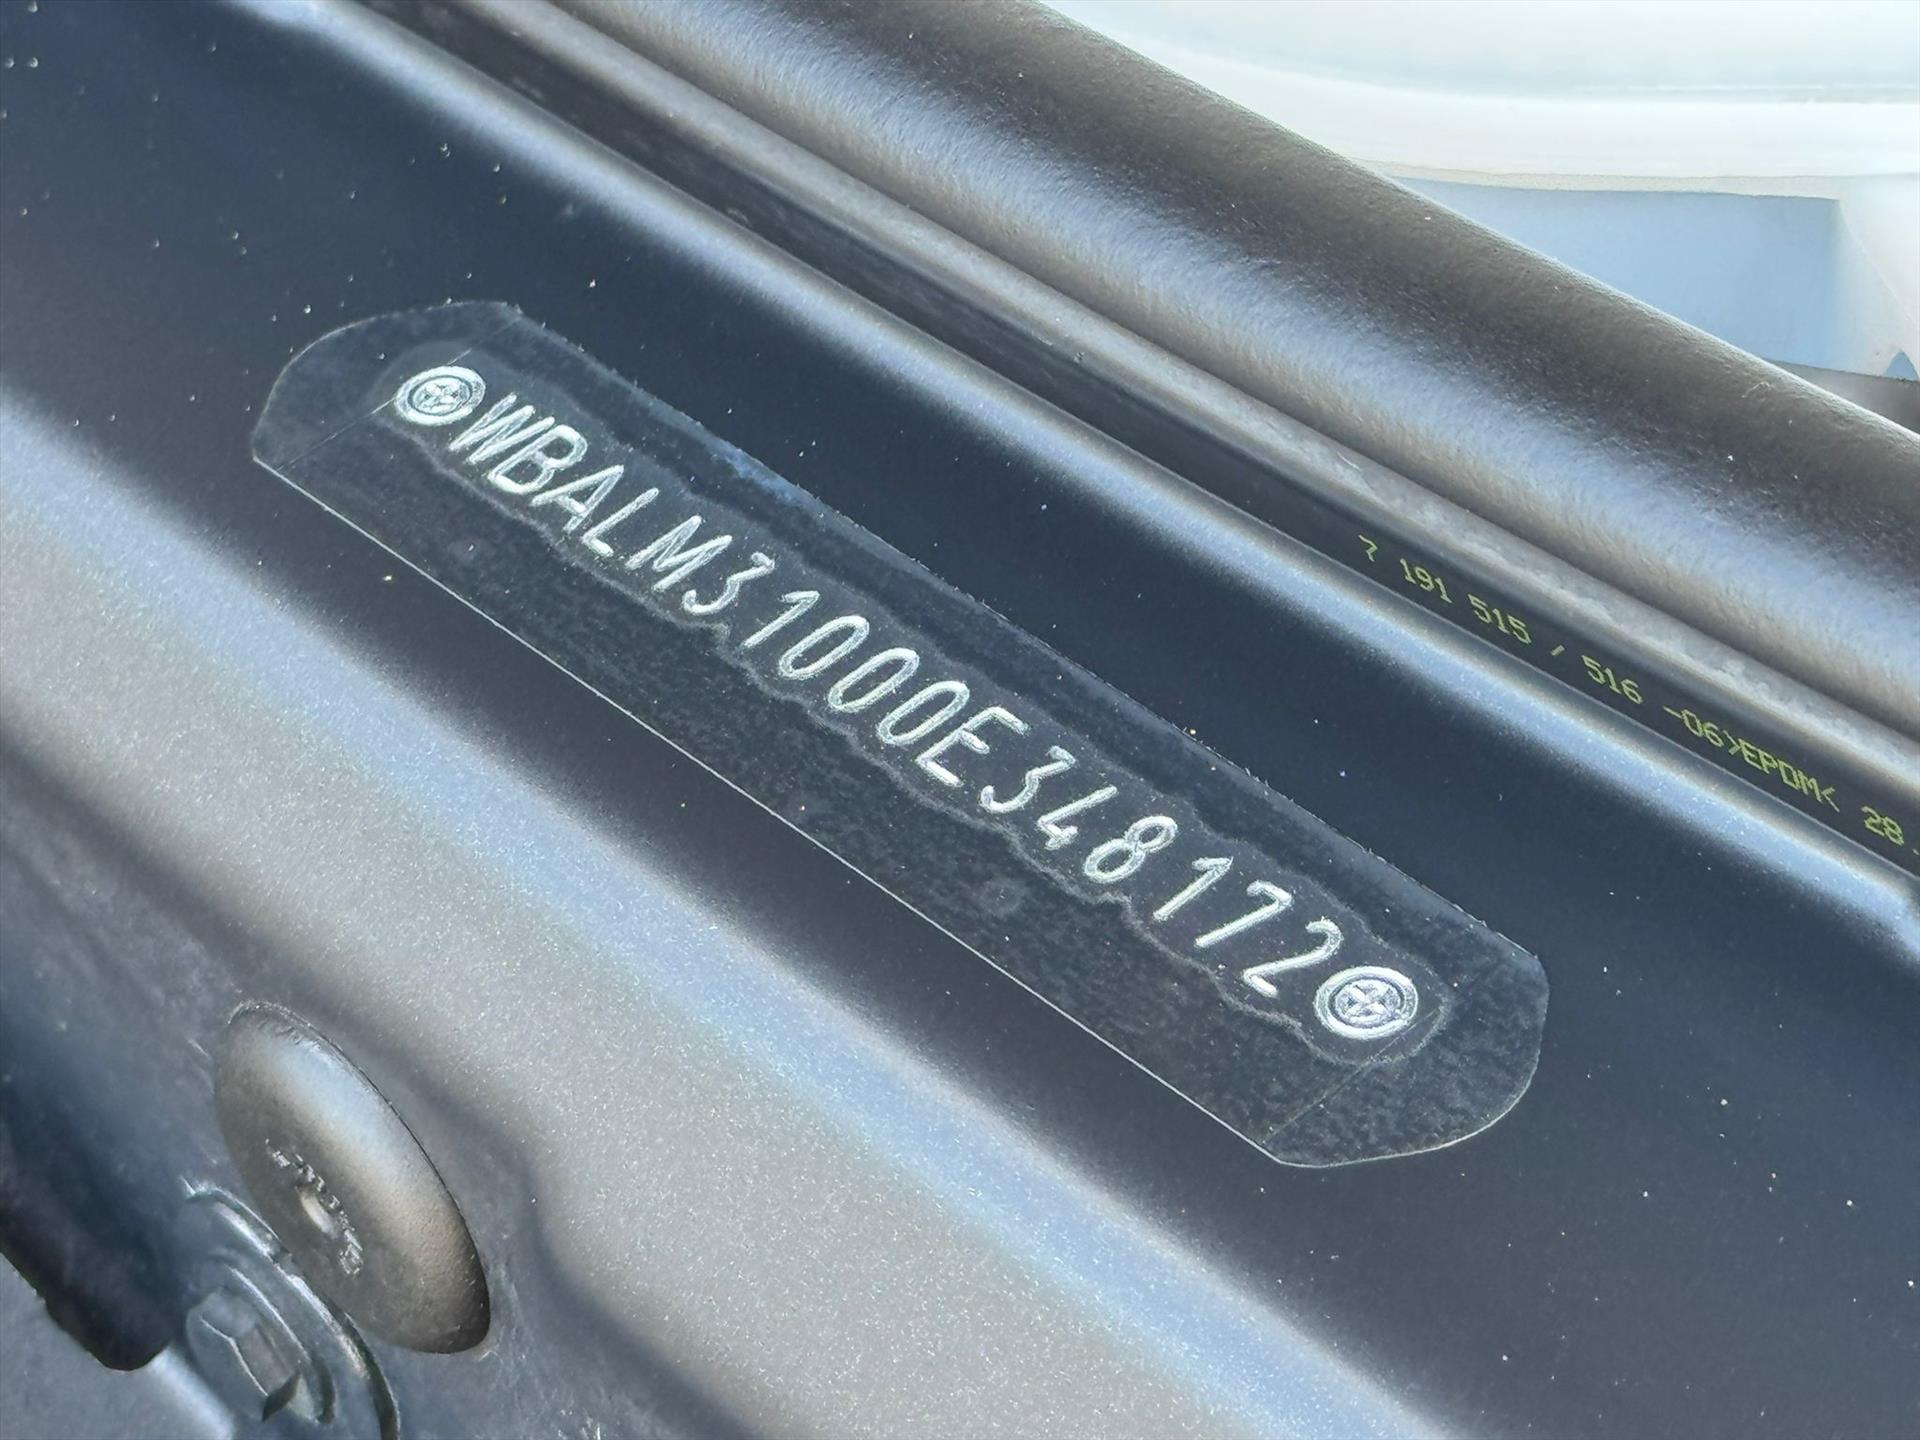 WBALM31000E348172
7 191 515 / 516 -06>EPDM< 28